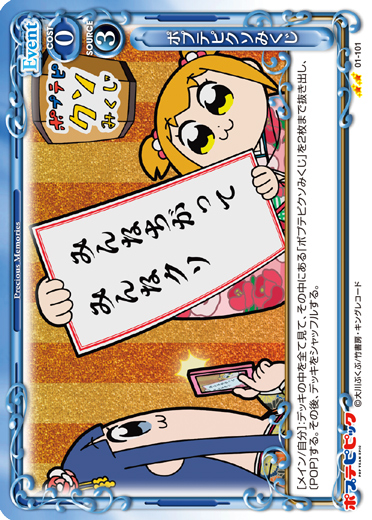 Event
COST
0
SOURCE
3
ポプテピクソみくじ
Precious Memories
ポプテピ
クソ
みくじ
みんなちがって
みんなクソ
[メイン/自分]:デッキの中を全て見て、その中にある「ポプテピクソみくじ」を2枚まで抜き出し、
[POP]する。その後、デッキをシャッフルする。
ポプテピピック
©大川ぶくぶ/竹書房・キングレコード
01-101